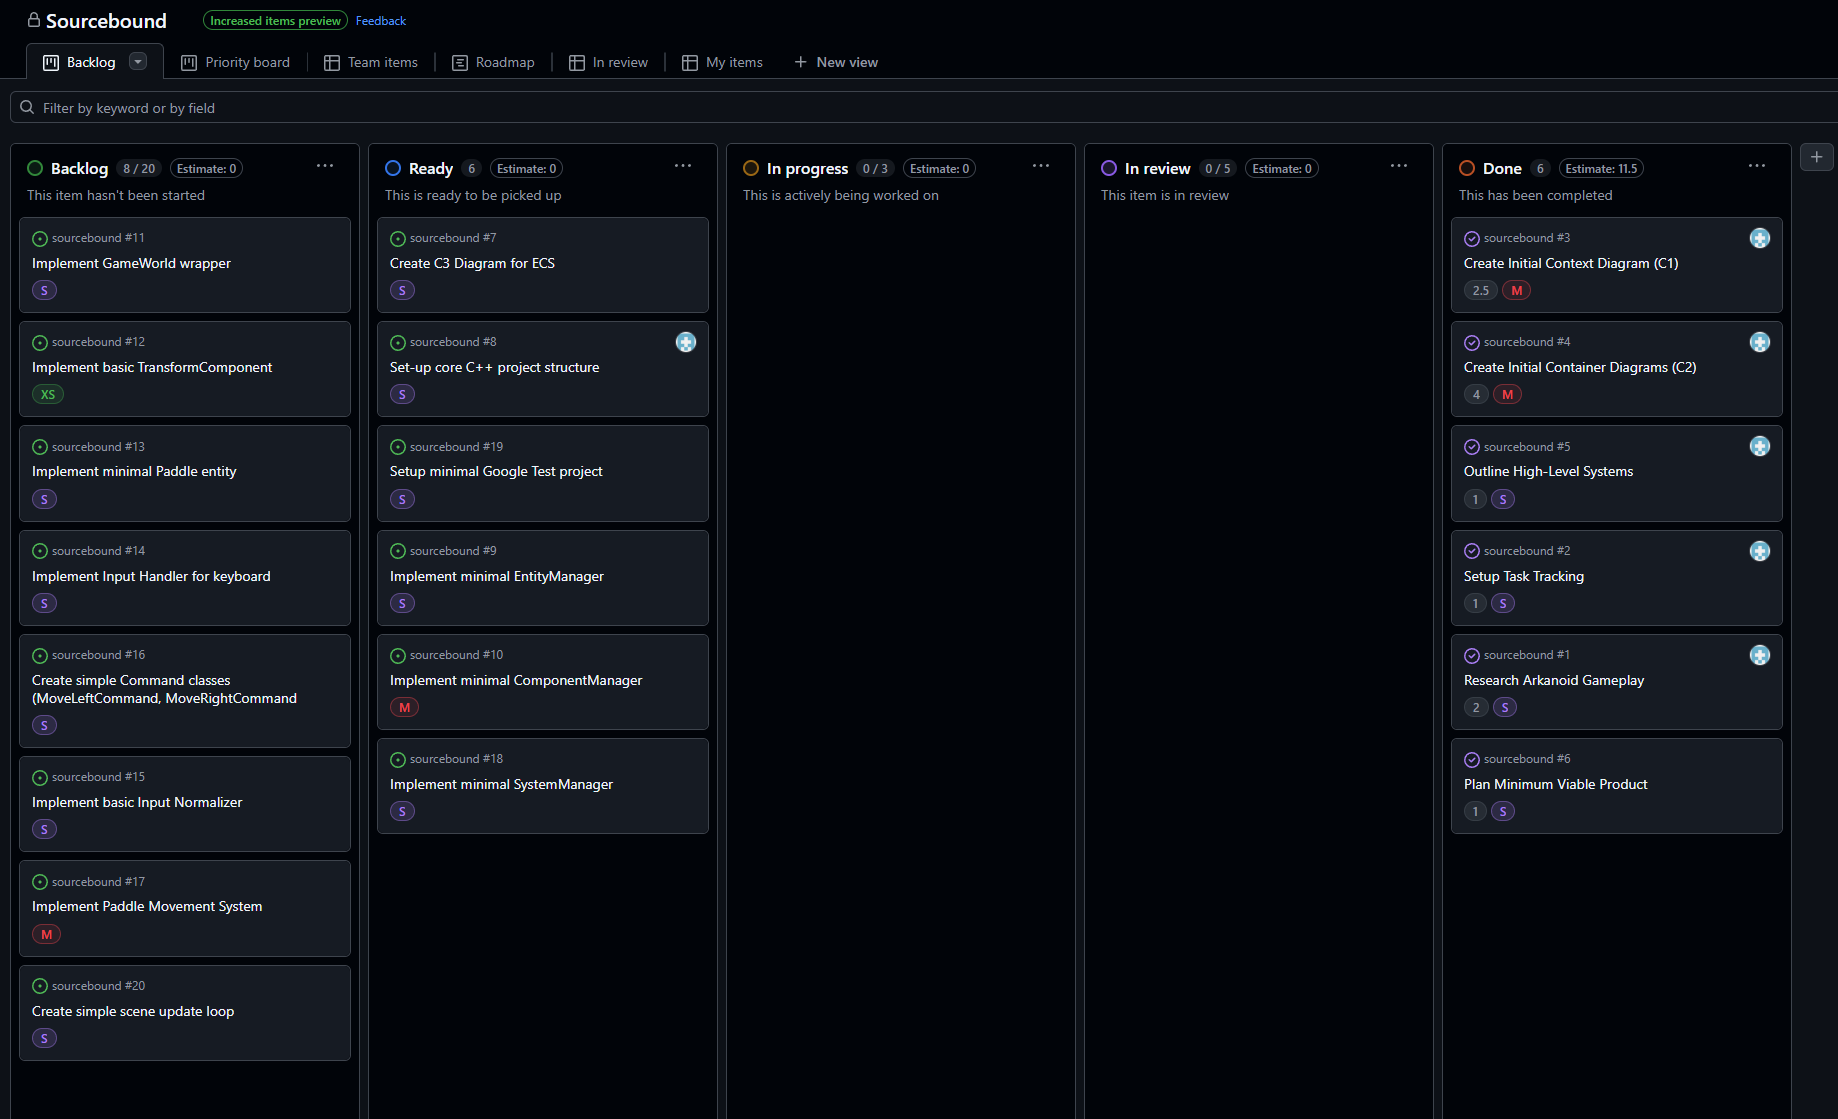 Sourcebound
Increased items preview
Feedback
Backlog
Priority board
Team items
Roadmap
In review
My items
New view
Filter by keyword or by field
Backlog 8 / 20 Estimate: 0
This item hasn't been started
sourcebound #11
Implement GameWorld wrapper
S
sourcebound #12
Implement basic TransformComponent
XS
sourcebound #13
Implement minimal Paddle entity
S
sourcebound #14
Implement Input Handler for keyboard
S
sourcebound #16
Create simple Command classes
(MoveLeftCommand, MoveRightCommand
S
sourcebound #15
Implement basic Input Normalizer
S
sourcebound #17
Implement Paddle Movement System
M
sourcebound #20
Create simple scene update loop
S
Ready 6 Estimate: 0
This is ready to be picked up
sourcebound #7
Create C3 Diagram for ECS
S
sourcebound #8
Set-up core C++ project structure
S
sourcebound #19
Setup minimal Google Test project
S
sourcebound #9
Implement minimal EntityManager
S
sourcebound #10
Implement minimal ComponentManager
M
sourcebound #18
Implement minimal SystemManager
S
In progress 0 / 3 Estimate: 0
This is actively being worked on
In review 0 / 5 Estimate: 0
This item is in review
Done 6 Estimate: 11.5
This has been completed
sourcebound #3
Create Initial Context Diagram (C1)
2.5 M
sourcebound #4
Create Initial Container Diagrams (C2)
4 M
sourcebound #5
Outline High-Level Systems
1 S
sourcebound #2
Setup Task Tracking
1 S
sourcebound #1
Research Arkanoid Gameplay
2 S
sourcebound #6
Plan Minimum Viable Product
1 S